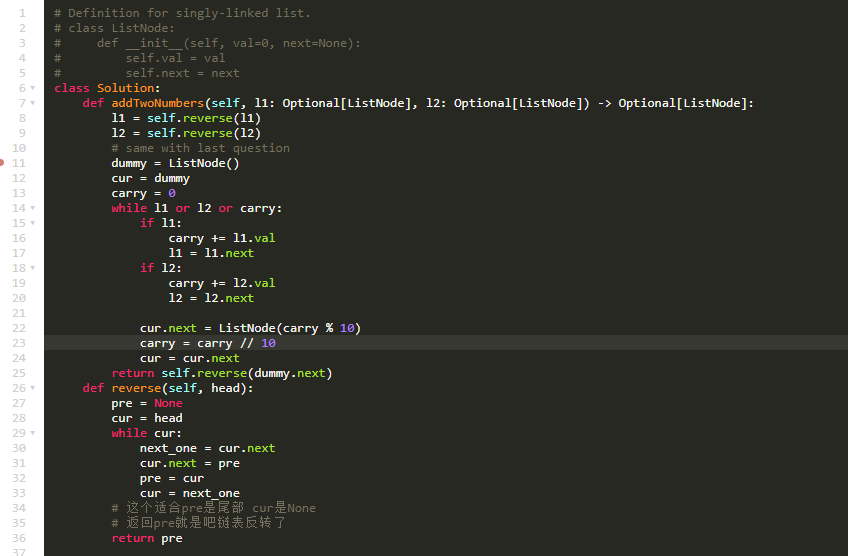 1 # Definition for singly-linked list.
2 # class ListNode:
3 #     def __init__(self, val=0, next=None):
4 #         self.val = val
5 #         self.next = next
6 class Solution:
7     def addTwoNumbers(self, l1: Optional[ListNode], l2: Optional[ListNode]) -> Optional[ListNode]:
8         l1 = self.reverse(l1)
9         l2 = self.reverse(l2)
10         # same with last question
11         dummy = ListNode()
12         cur = dummy
13         carry = 0
14         while l1 or l2 or carry:
15             if l1:
16                 carry += l1.val
17                 l1 = l1.next
18             if l2:
19                 carry += l2.val
20                 l2 = l2.next
21
22             cur.next = ListNode(carry % 10)
23             carry = carry // 10
24             cur = cur.next
25         return self.reverse(dummy.next)
26     def reverse(self, head):
27         pre = None
28         cur = head
29         while cur:
30             next_one = cur.next
31             cur.next = pre
32             pre = cur
33             cur = next_one
34         # 这个适合pre是尾部 cur是None
35         # 返回pre就是吧链表反转了
36         return pre
37